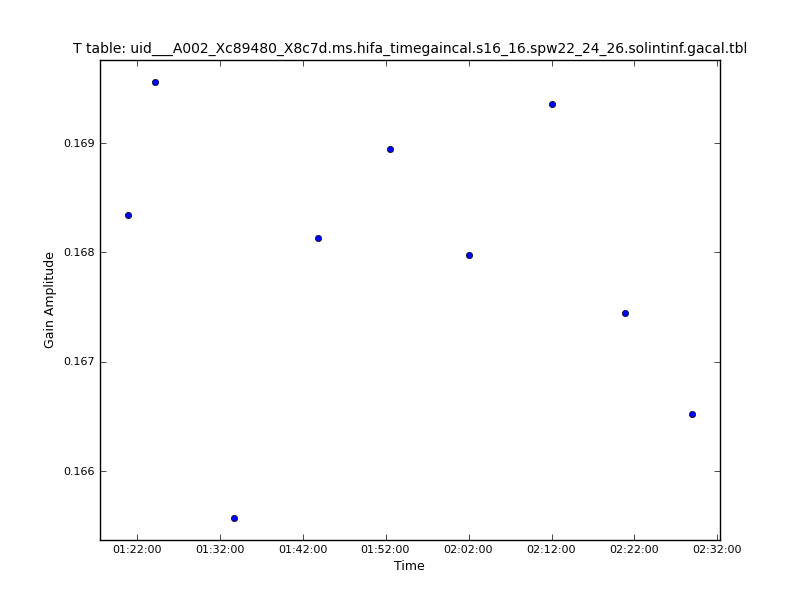 T table: uid___A002_Xc89480_X8c7d.ms.hifa_timegaincal.s16_16.spw22_24_26.solintinf.gacal.tbl
0.169
0.168
0.167
0.166
Gain Amplitude
01:22:00 01:32:00 01:42:00 01:52:00 02:02:00 02:12:00 02:22:00 02:32:00
Time